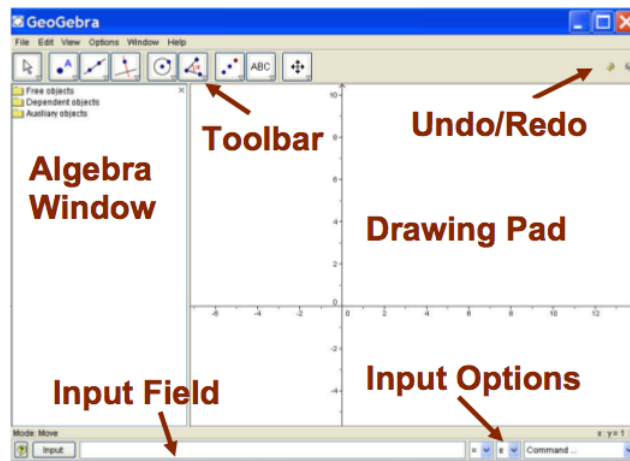 GeoGebra
File Edit View Options Window Help
A
ABC
Free objects
Dependent objects
Auxiliary objects
Toolbar
Undo/Redo
Algebra
Window
Drawing Pad
10
8
6
4
2
0
-6 -4 -2 0 2 4 6 8 10 12
-2
-4
Input Field
Input Options
Mode: Move
x : y = 1 :
? Input = ε Command ...